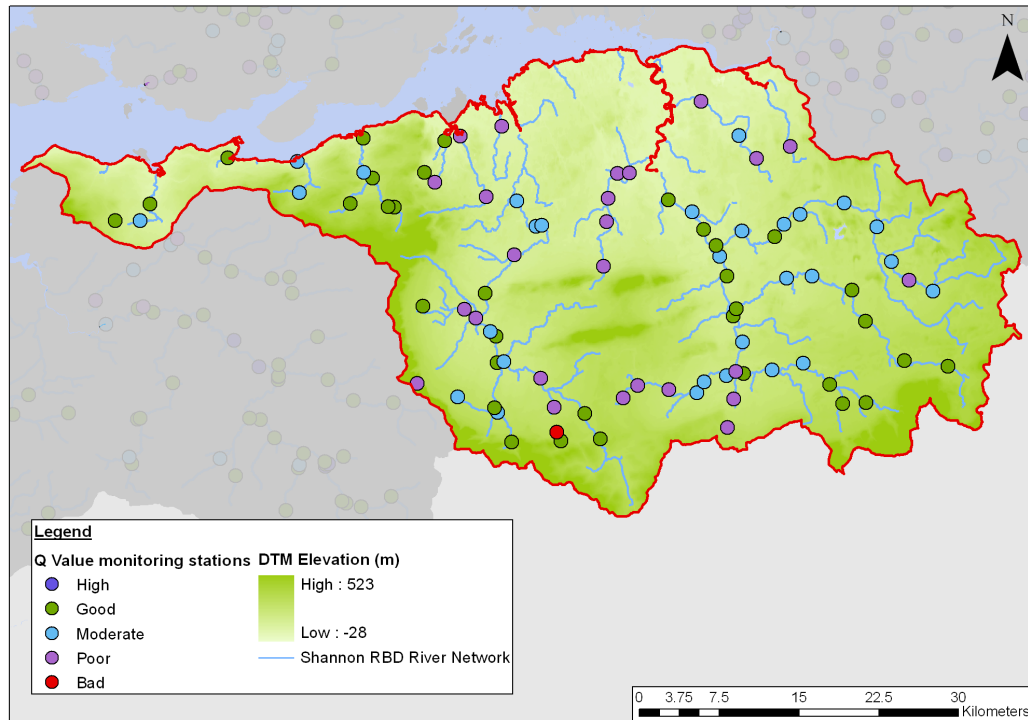 N
Legend
Q Value monitoring stations
High
Good
Moderate
Poor
Bad
DTM Elevation (m)
High : 523
Low : -28
Shannon RBD River Network
0 3.75 7.5 15 22.5 30
Kilometers